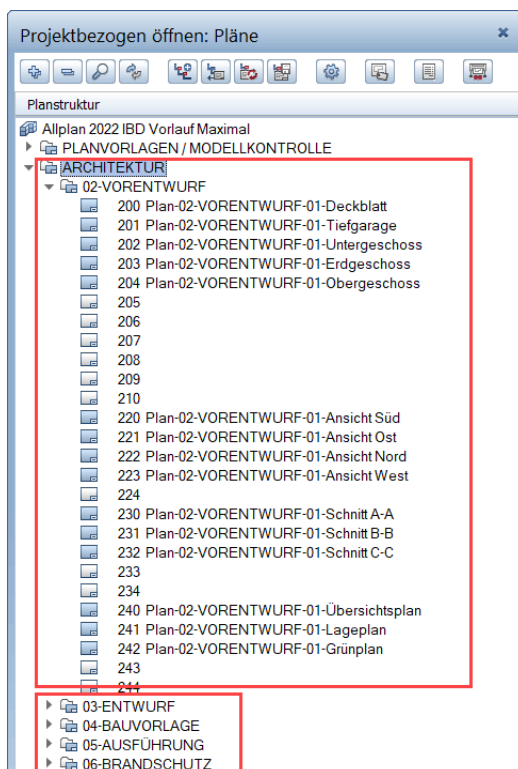 Projektbezogen öffnen: Pläne
Planstruktur
Allplan 2022 IBD Vorlauf Maximal
PLANVORLAGEN / MODELLKONTROLLE
ARCHITEKTUR
02-VORENTWURF
200 Plan-02-VORENTWURF-01-Deckblatt
201 Plan-02-VORENTWURF-01-Tiefgarage
202 Plan-02-VORENTWURF-01-Untergeschoss
203 Plan-02-VORENTWURF-01-Erdgeschoss
204 Plan-02-VORENTWURF-01-Obergeschoss
205
206
207
208
209
210
220 Plan-02-VORENTWURF-01-Ansicht Süd
221 Plan-02-VORENTWURF-01-Ansicht Ost
222 Plan-02-VORENTWURF-01-Ansicht Nord
223 Plan-02-VORENTWURF-01-Ansicht West
224
230 Plan-02-VORENTWURF-01-Schnitt A-A
231 Plan-02-VORENTWURF-01-Schnitt B-B
232 Plan-02-VORENTWURF-01-Schnitt C-C
233
234
240 Plan-02-VORENTWURF-01-Übersichtsplan
241 Plan-02-VORENTWURF-01-Lageplan
242 Plan-02-VORENTWURF-01-Grünplan
243
244
03-ENTWURF
04-BAUVORLAGE
05-AUSFÜHRUNG
06-BRANDSCHUTZ